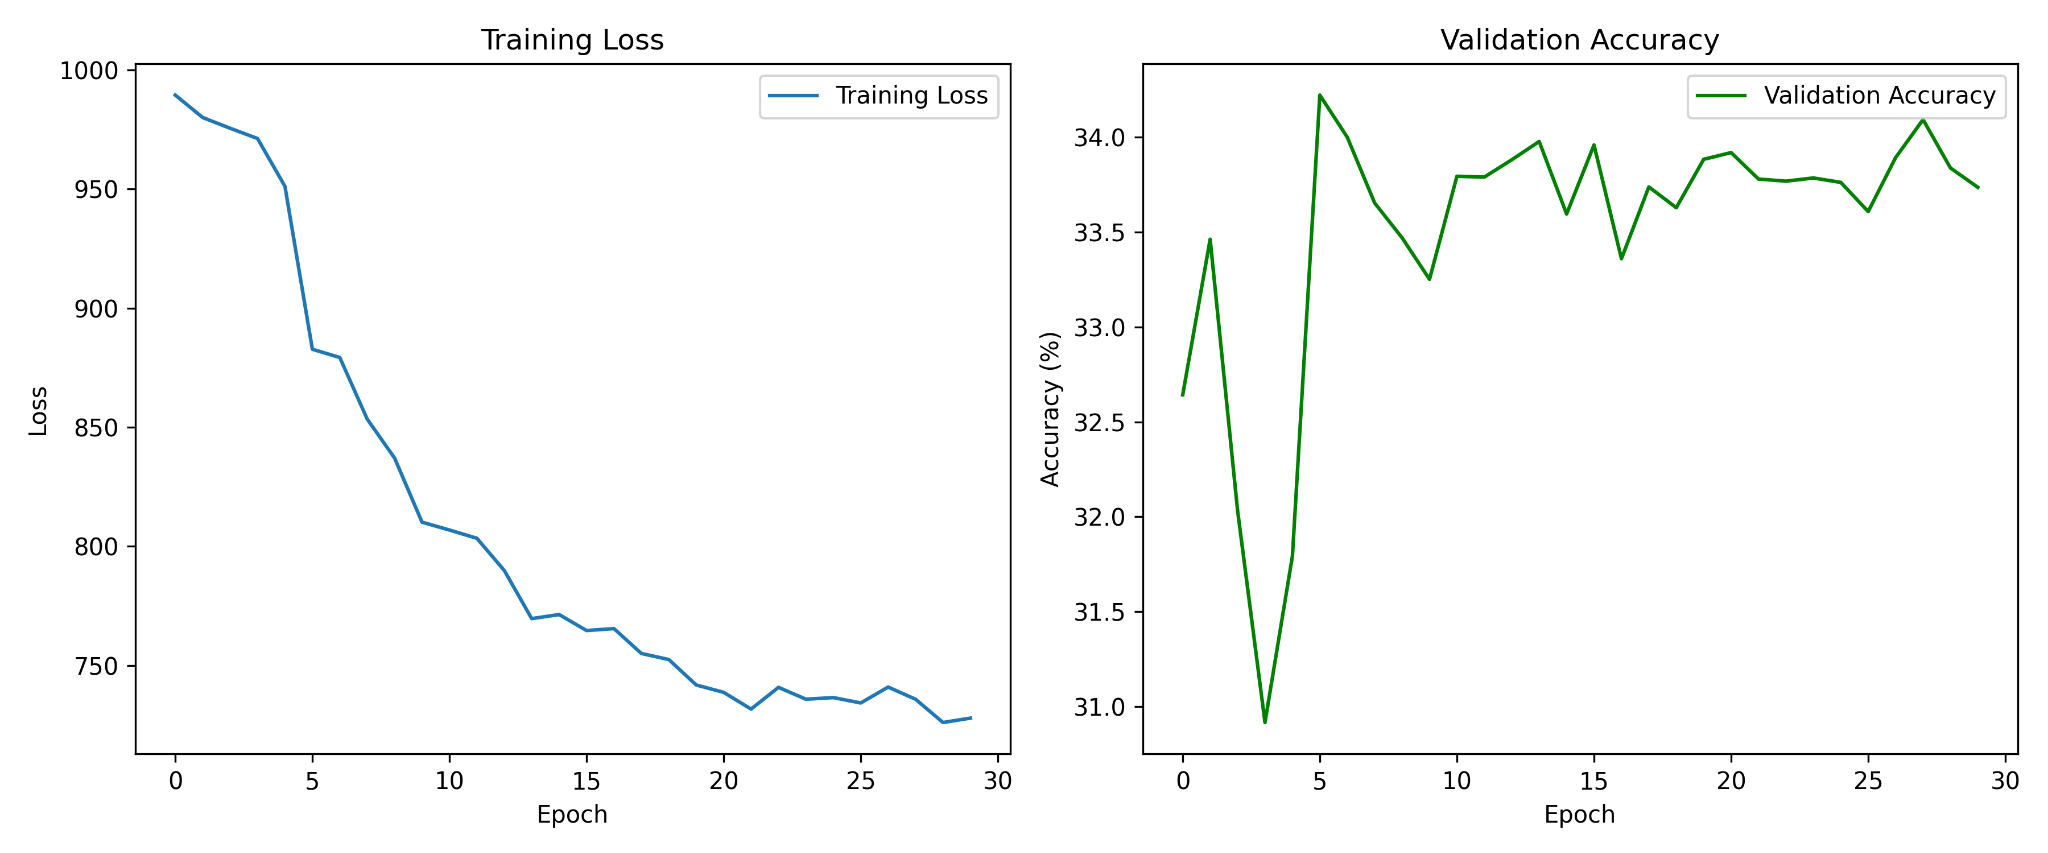 Training Loss
1000
950
900
850
800
750
Loss
Training Loss
0 5 10 15 20 25 30
Epoch
Validation Accuracy
34.0
33.5
33.0
32.5
32.0
31.5
31.0
Accuracy (%)
Validation Accuracy
0 5 10 15 20 25 30
Epoch